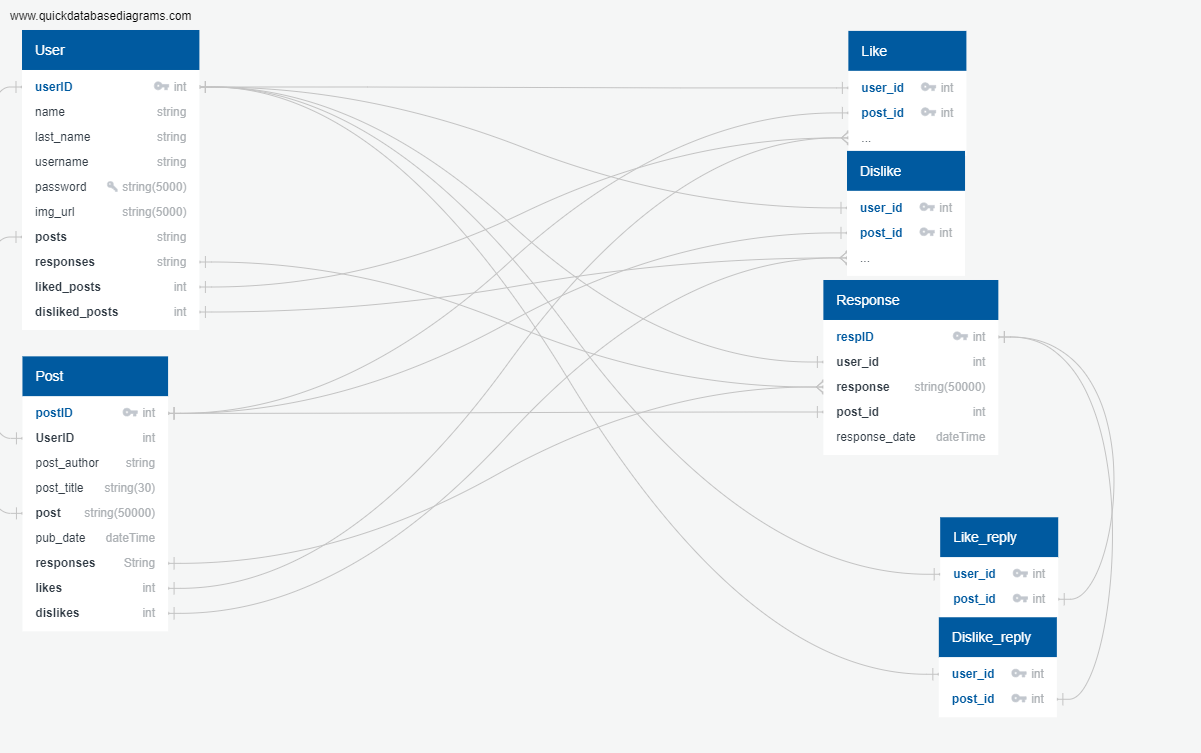 www.quickdatabasediagrams.com
User
userID int
name string
last_name string
username string
password string(5000)
img_url string(5000)
posts string
responses string
liked_posts int
disliked_posts int
Post
postID int
UserID int
post_author string
post_title string(30)
post string(50000)
pub_date dateTime
responses String
likes int
dislikes int
Like
user_id int
post_id int
...
Dislike
user_id int
post_id int
...
Response
respID int
user_id int
response string(50000)
post_id int
response_date dateTime
Like_reply
user_id int
post_id int
Dislike_reply
user_id int
post_id int